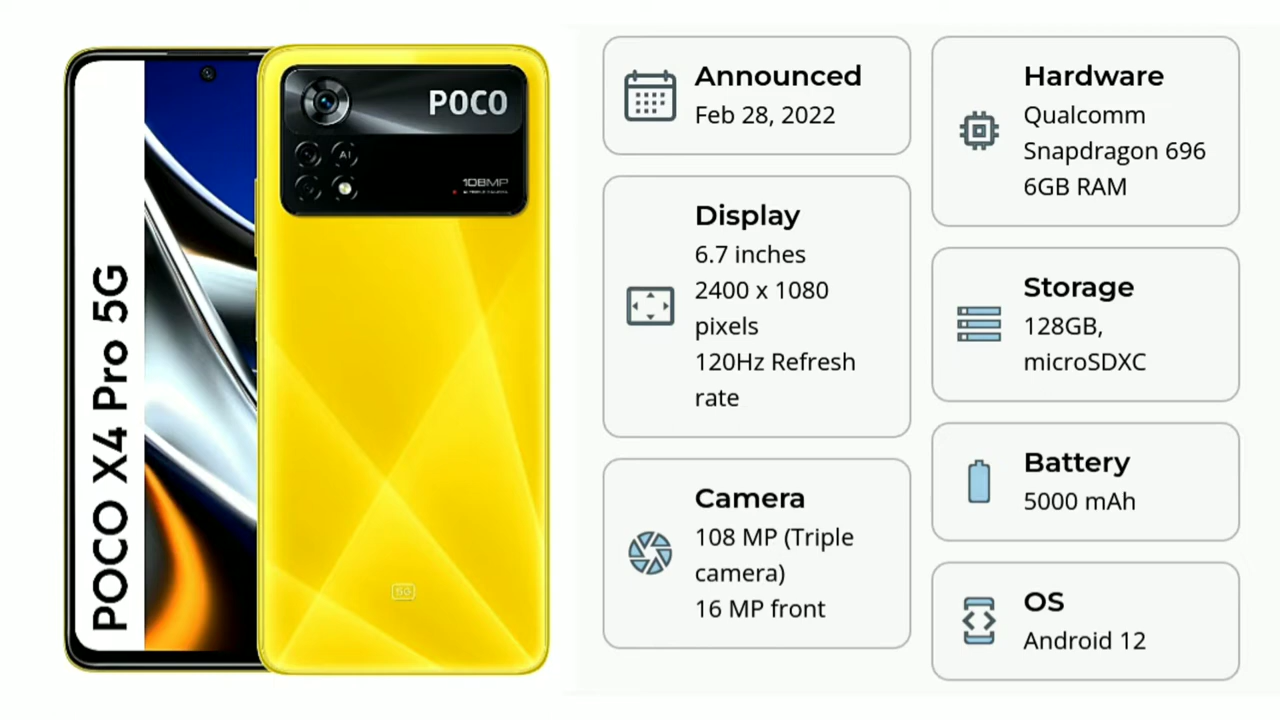 POCO X4 Pro 5G
POCO
AI
108MP
5G
Announced
Feb 28, 2022
Display
6.7 inches
2400 x 1080
pixels
120Hz Refresh
rate
Camera
108 MP (Triple
camera)
16 MP front
Hardware
Qualcomm
Snapdragon 696
6GB RAM
Storage
128GB,
microSDXC
Battery
5000 mAh
OS
Android 12